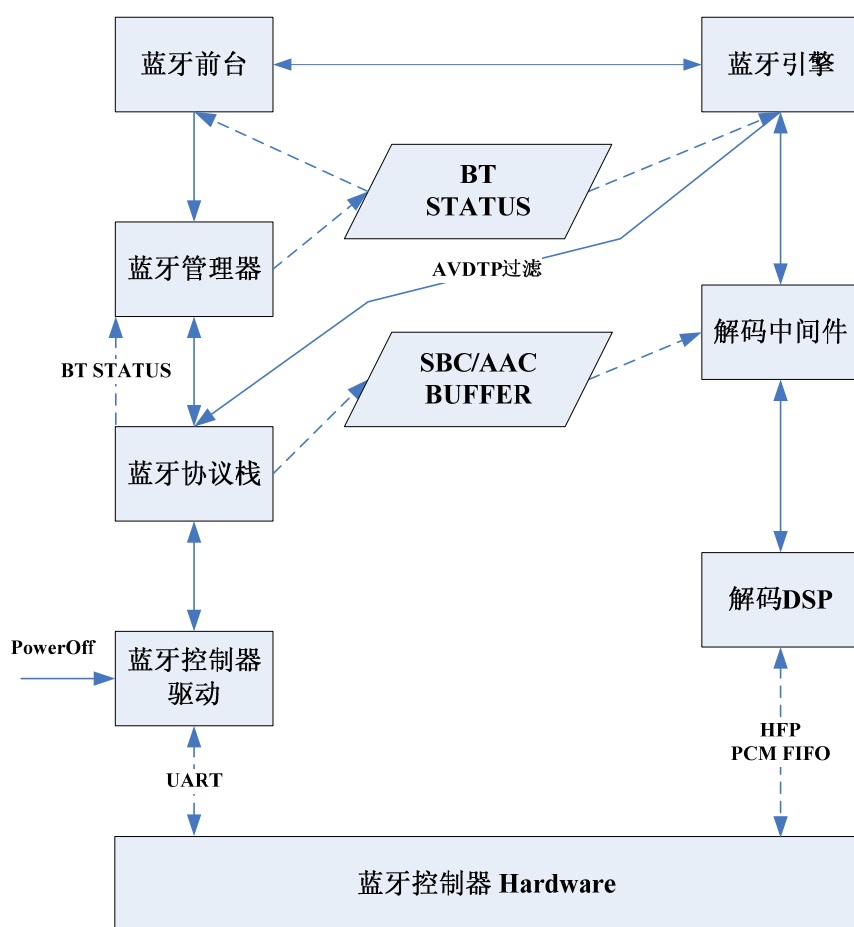 蓝牙前台
蓝牙引擎
BT
STATUS
蓝牙管理器
AVDTP过滤
解码中间件
BT STATUS
SBC/AAC
BUFFER
蓝牙协议栈
解码DSP
PowerOff
蓝牙控制器
驱动
HFP
PCM FIFO
UART
蓝牙控制器 Hardware